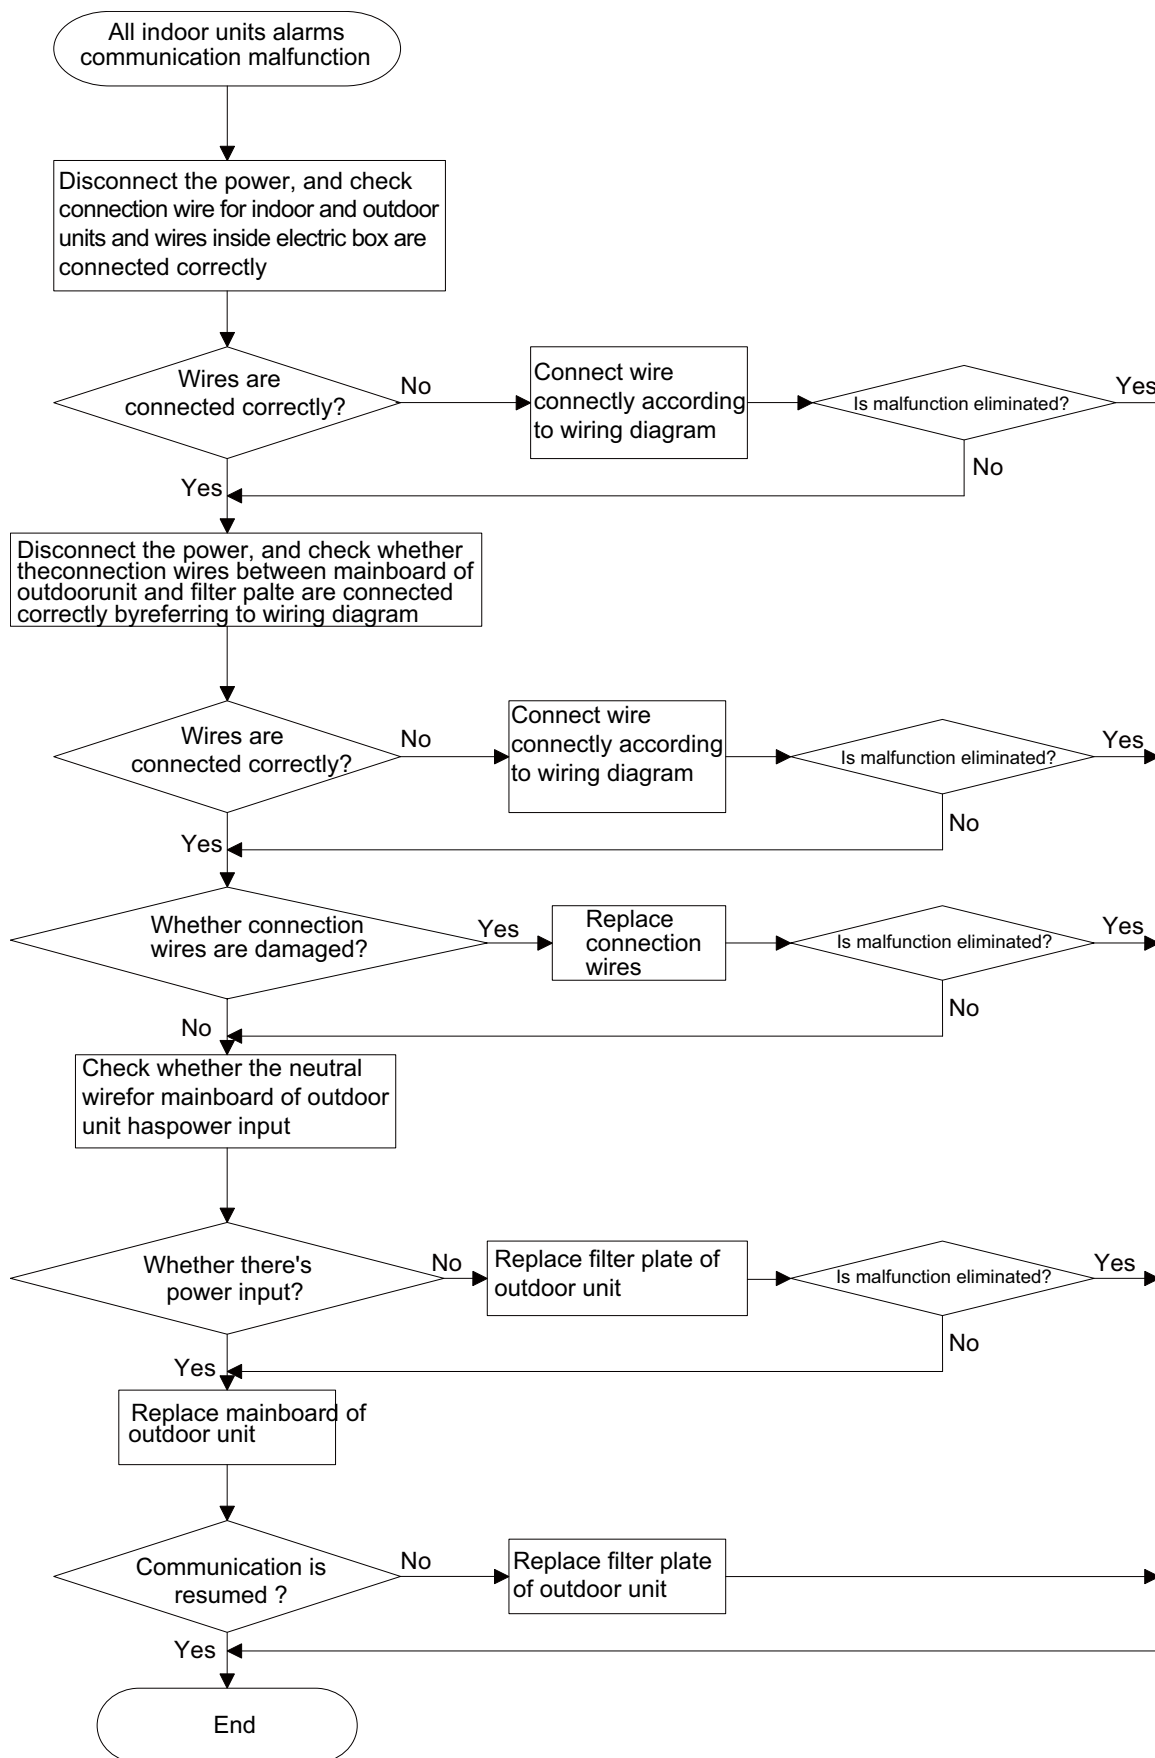 All indoor units alarms
communication malfunction
Disconnect the power, and check
connection wire for indoor and outdoor
units and wires inside electric box are
connected correctly
Wires are
connected correctly?
No
Connect wire
connectly according
to wiring diagram
Is malfunction eliminated?
Yes
No
Yes
Disconnect the power, and check whether
theconnection wires between mainboard of
outdoorunit and filter palte are connected
correctly byreferring to wiring diagram
Wires are
connected correctly?
No
Connect wire
connectly according
to wiring diagram
Is malfunction eliminated?
Yes
No
Yes
Whether connection
wires are damaged?
Yes
Replace
connection
wires
Is malfunction eliminated?
Yes
No
No
Check whether the neutral
wirefor mainboard of outdoor
unit haspower input
Whether there's
power input?
No
Replace filter plate of
outdoor unit
Is malfunction eliminated?
Yes
No
Yes
Replace mainboard of
outdoor unit
Communication is
resumed ?
No
Replace filter plate
of outdoor unit
Yes
End